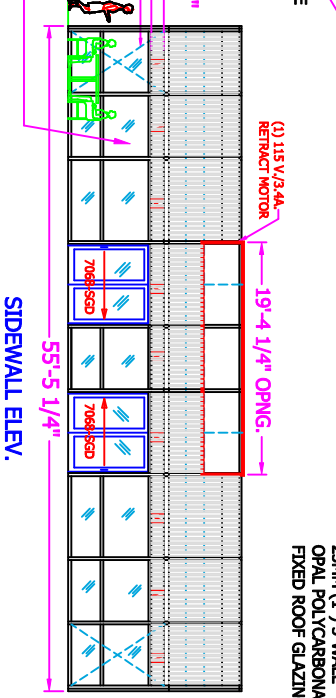 (1) 115 V./3.4A.
RETRACT MOTOR
19'-4 1/4" OPNG.
OPAL POLYCARBON
FIXED ROOF GLAZIN
7068-SGD
7068-SGD
55'-5 1/4"
SIDEWALL ELEV.